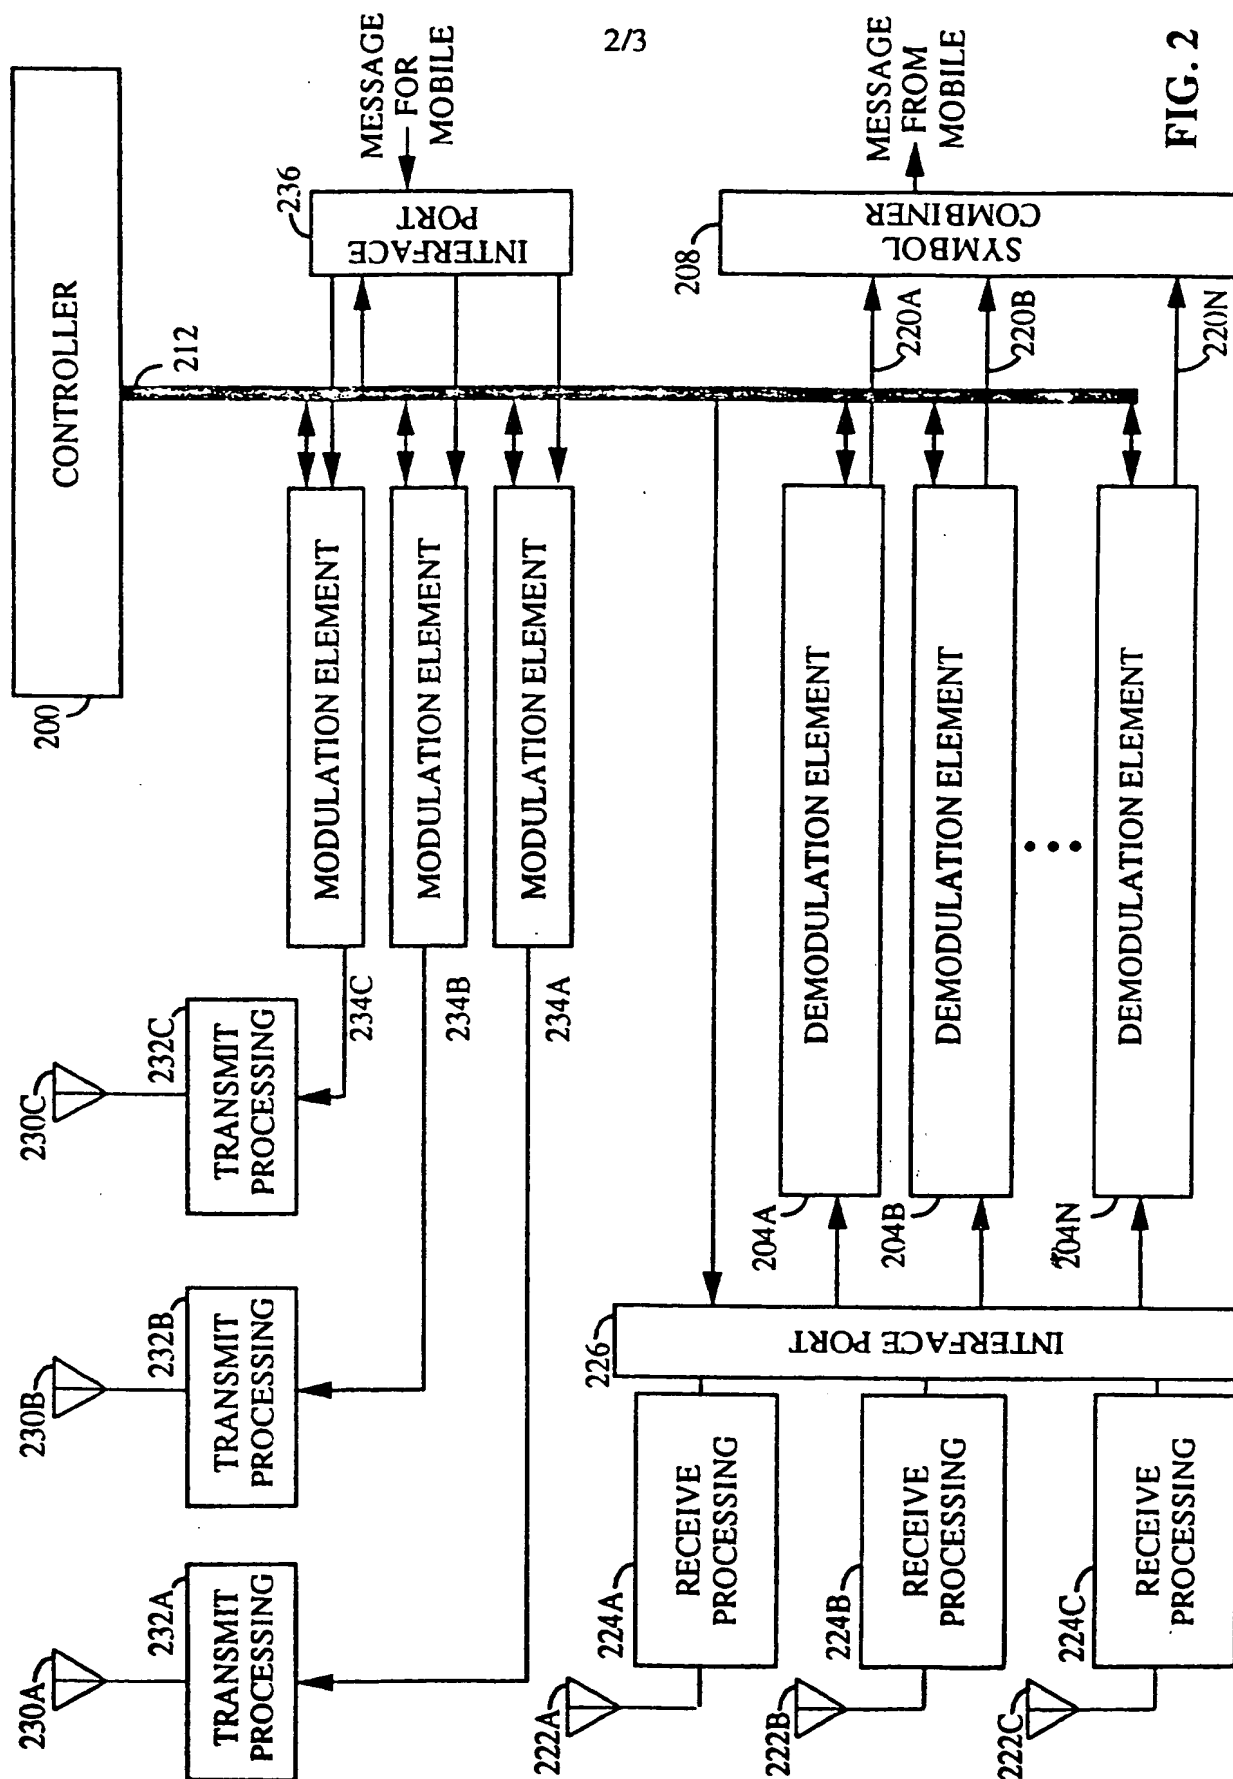 2/3
CONTROLLER
200
212
MESSAGE
FOR
MOBILE
236
INTERFACE
PORT
MODULATION ELEMENT
234C
MODULATION ELEMENT
234B
MODULATION ELEMENT
234A
230C
232C
TRANSMIT
PROCESSING
230B
232B
TRANSMIT
PROCESSING
230A
232A
TRANSMIT
PROCESSING
MESSAGE
FROM
MOBILE
208
SYMBOL
COMBINER
220A
220B
220N
DEMODULATION ELEMENT
204A
DEMODULATION ELEMENT
204B
DEMODULATION ELEMENT
204N
226
INTERFACE PORT
RECEIVE
PROCESSING
224A
222A
RECEIVE
PROCESSING
224B
222B
RECEIVE
PROCESSING
224C
222C
FIG. 2